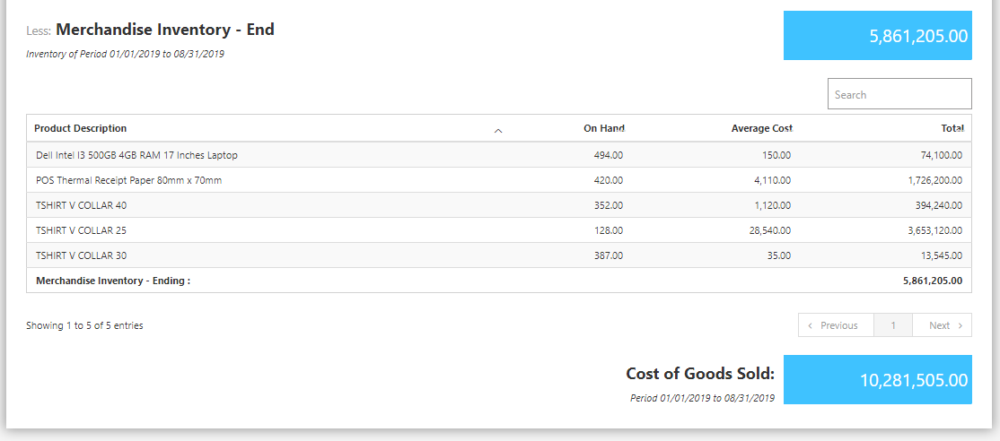 Less: Merchandise Inventory - End 5,861,205.00
Inventory of Period 01/01/2019 to 08/31/2019
Search
Product Description On Hand Average Cost Total
Dell Intel I3 500GB 4GB RAM 17 Inches Laptop 494.00 150.00 74,100.00
POS Thermal Receipt Paper 80mm x 70mm 420.00 4,110.00 1,726,200.00
TSHIRT V COLLAR 40 352.00 1,120.00 394,240.00
TSHIRT V COLLAR 25 128.00 28,540.00 3,653,120.00
TSHIRT V COLLAR 30 387.00 35.00 13,545.00
Merchandise Inventory - Ending : 5,861,205.00
Showing 1 to 5 of 5 entries ‹ Previous 1 Next ›
Cost of Goods Sold: 10,281,505.00
Period 01/01/2019 to 08/31/2019